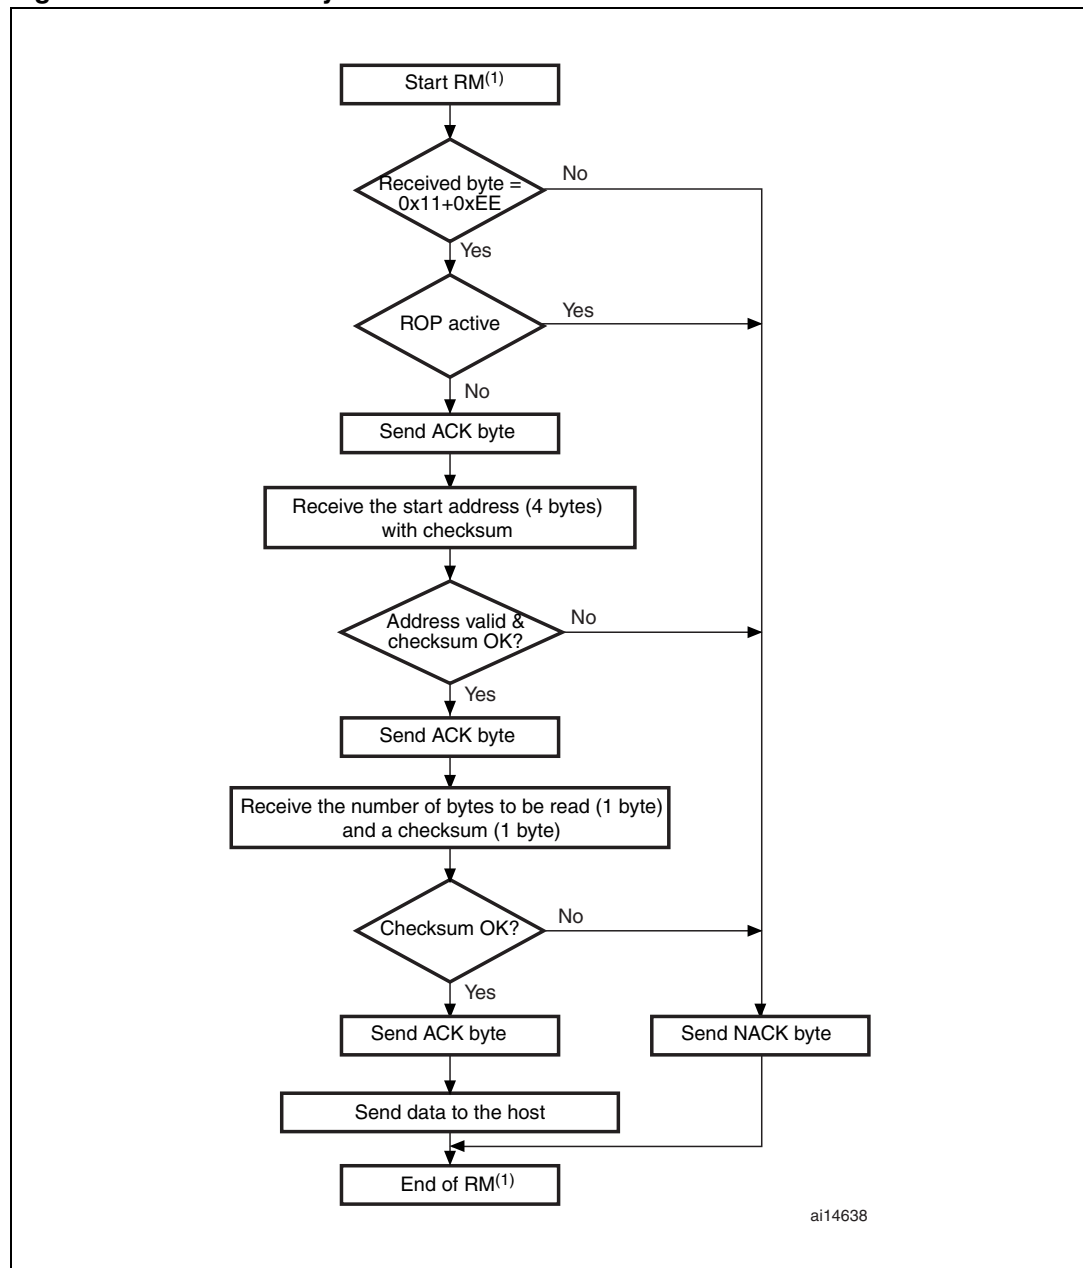 Start RM(1)
Received byte =
0x11+0xEE
No
Yes
ROP active
Yes
No
Send ACK byte
Receive the start address (4 bytes)
with checksum
Address valid &
checksum OK?
No
Yes
Send ACK byte
Receive the number of bytes to be read (1 byte)
and a checksum (1 byte)
Checksum OK?
No
Yes
Send ACK byte
Send NACK byte
Send data to the host
End of RM(1)
ai14638